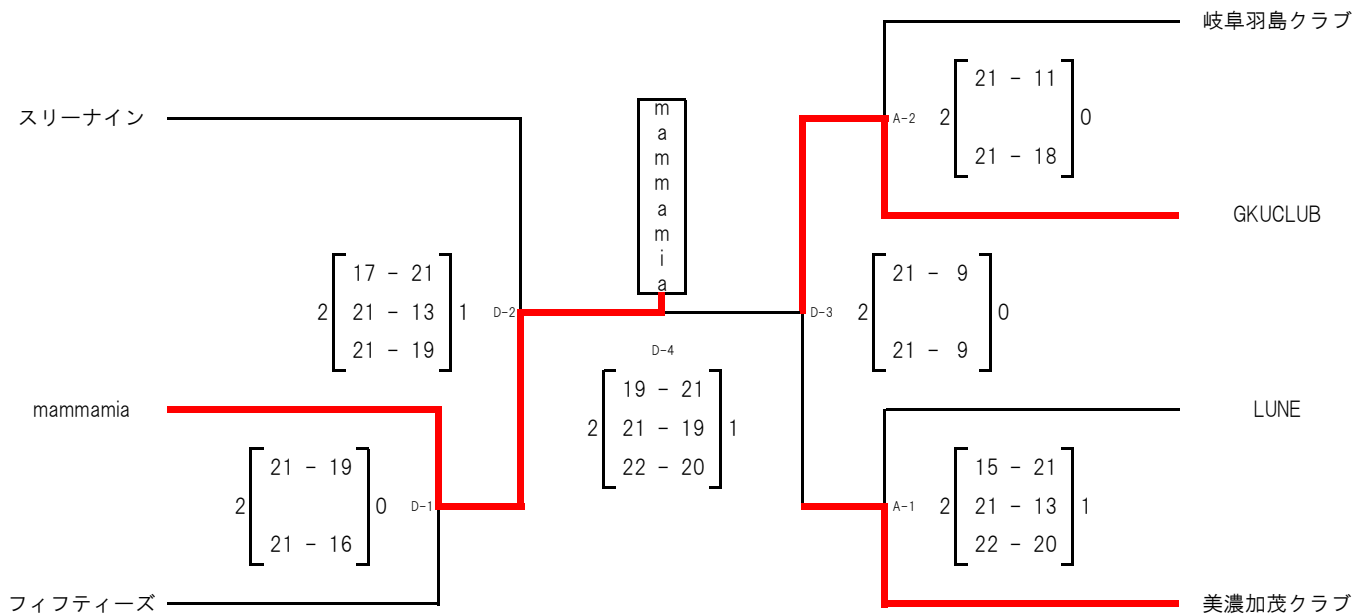 岐阜羽島クラブ
21 - 11
スリーナイン
mammamia
A-2 2 0
21 - 18
GKUCLUB
17 - 21
21 - 9
2 21 - 13 1 D-2
D-3 2 0
21 - 19
21 - 9
D-4
19 - 21
mammamia
LUNE
2 21 - 19 1
21 - 19
22 - 20
15 - 21
2 0 D-1
A-1 2 21 - 13 1
21 - 16
22 - 20
フィフティーズ
美濃加茂クラブ